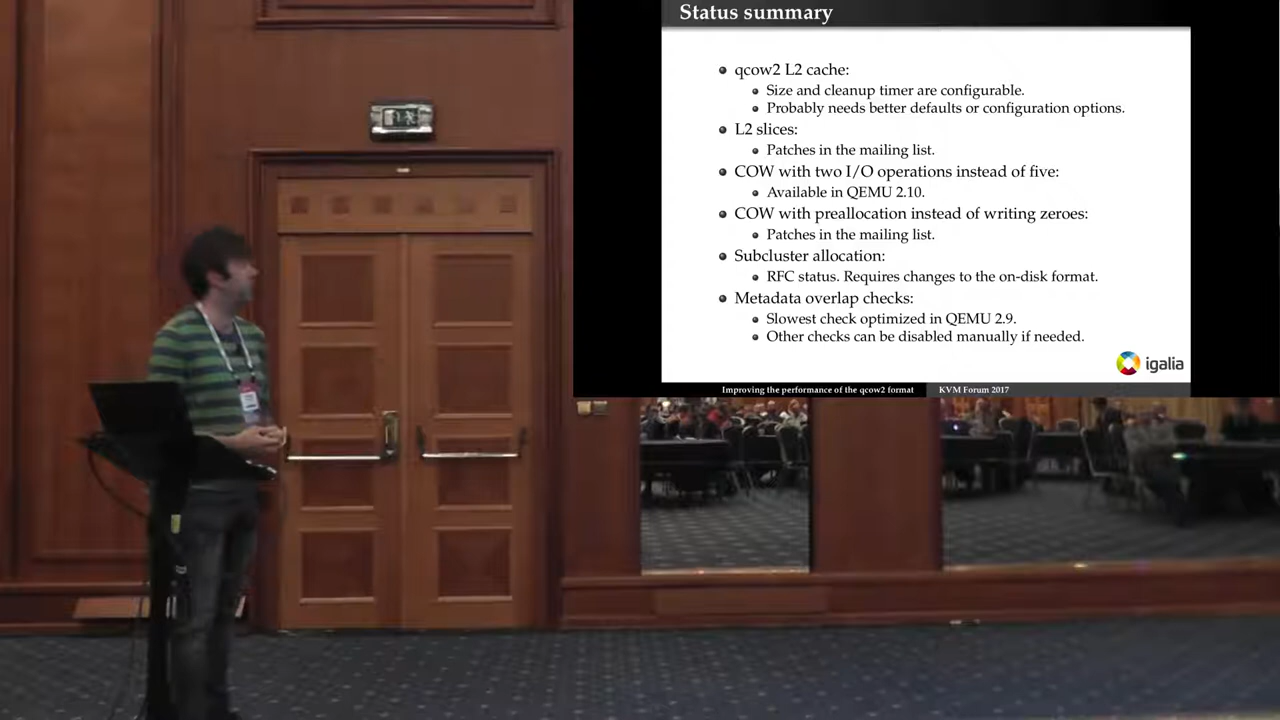 Status summary
qcow2 L2 cache:
Size and cleanup timer are configurable.
Probably needs better defaults or configuration options.
L2 slices:
Patches in the mailing list.
COW with two I/O operations instead of five:
Available in QEMU 2.10.
COW with preallocation instead of writing zeroes:
Patches in the mailing list.
Subcluster allocation:
RFC status. Requires changes to the on-disk format.
Metadata overlap checks:
Slowest check optimized in QEMU 2.9.
Other checks can be disabled manually if needed.
igalia
Improving the performance of the qcow2 format KVM Forum 2017